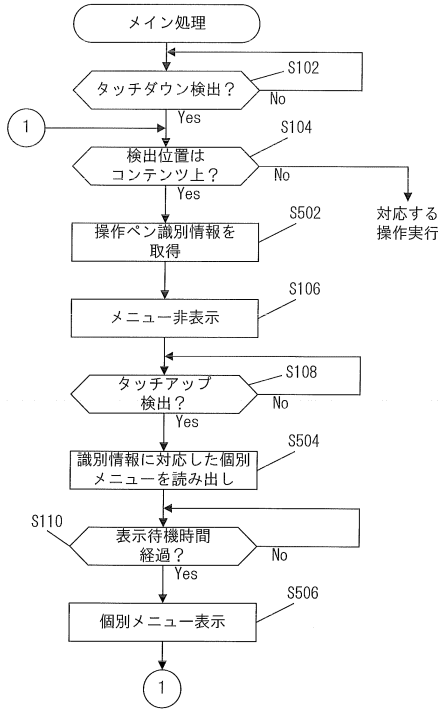 メイン処理
S102
タッチダウン検出？
No
Yes
1
S104
検出位置は
コンテンツ上？
No
Yes
対応する
操作実行
S502
操作ペン識別情報を
取得
S106
メニュー非表示
S108
タッチアップ
検出？
No
Yes
S504
識別情報に対応した個別
メニューを読み出し
S110
表示待機時間
経過？
No
Yes
S506
個別メニュー表示
1